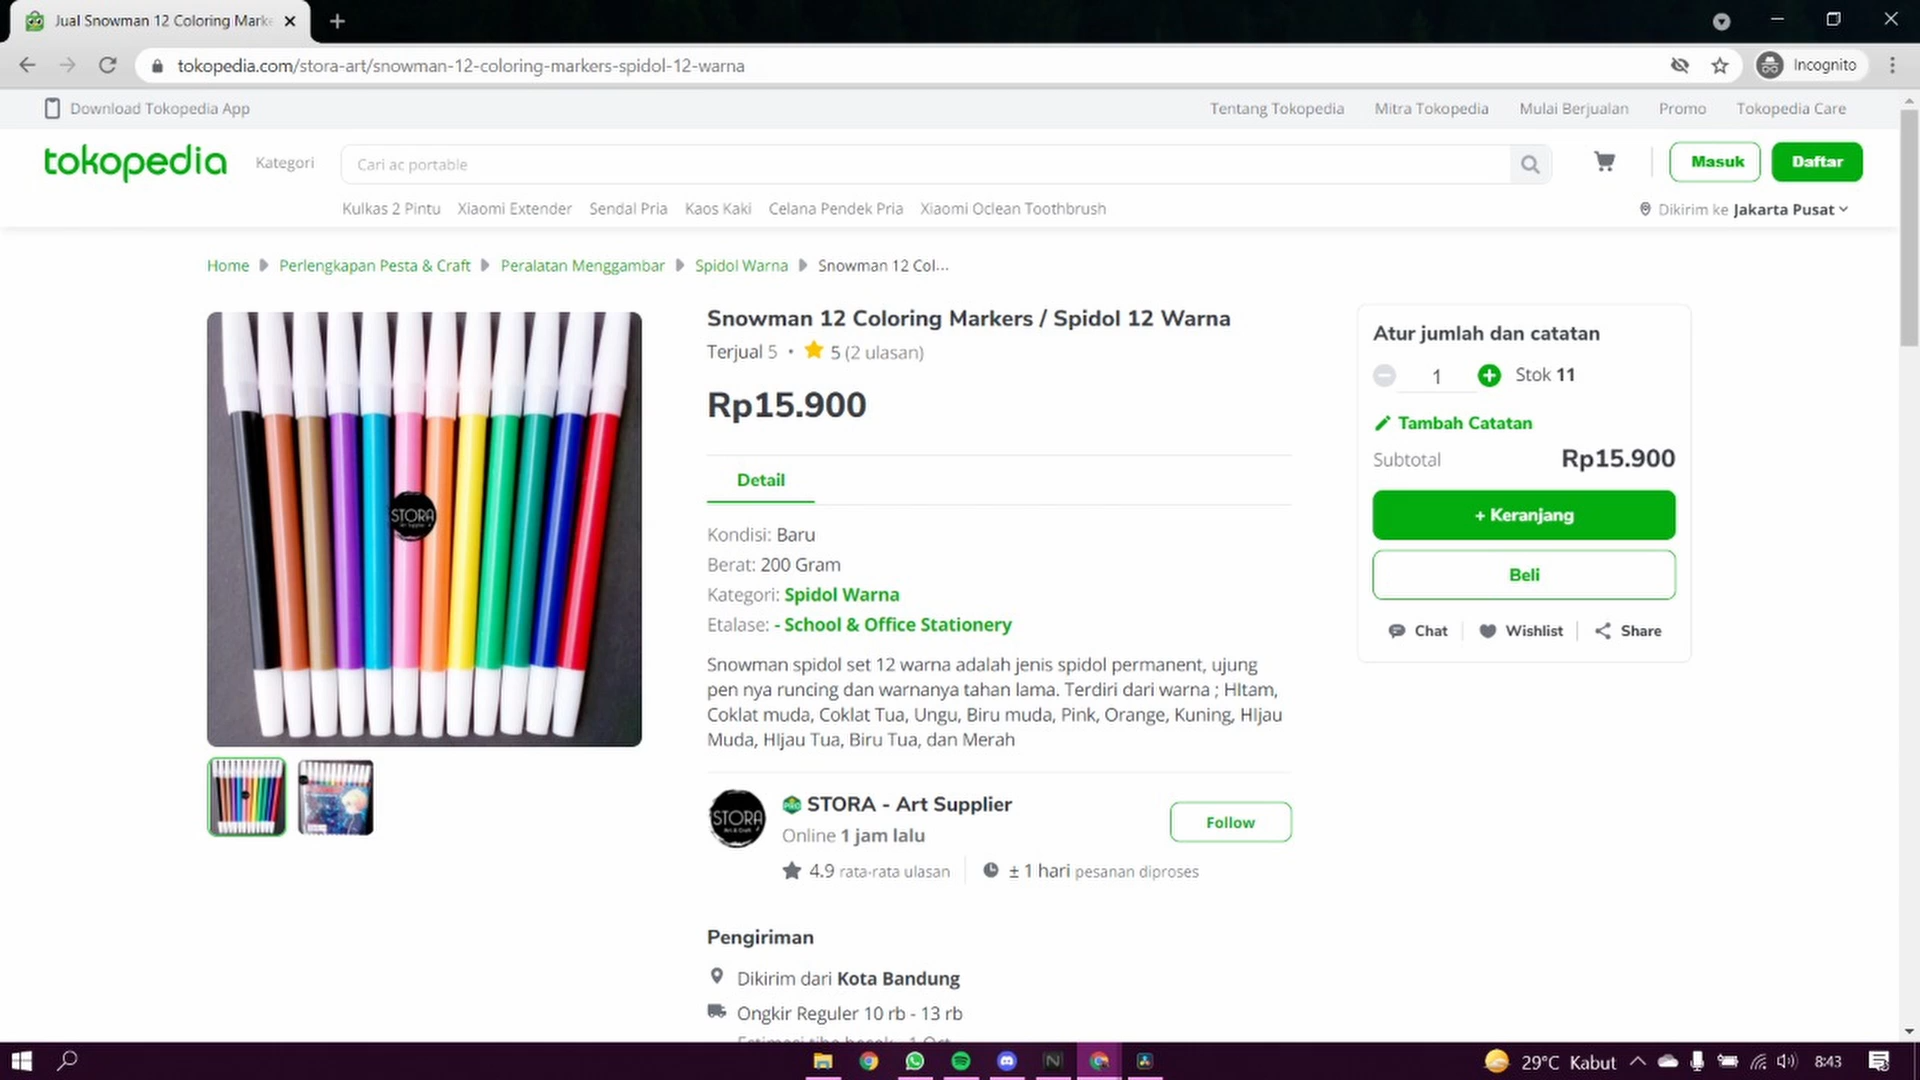 Jual Snowman 12 Coloring Marke
tokopedia.com/stora-art/snowman-12-coloring-markers-spidol-12-warna
Incognito
Download Tokopedia App
Tentang Tokopedia
Mitra Tokopedia
Mulai Berjualan
Promo
Tokopedia Care
tokopedia
Kategori
Cari ac portable
Masuk
Daftar
Kulkas 2 Pintu
Xiaomi Extender
Sendal Pria
Kaos Kaki
Celana Pendek Pria
Xiaomi Oclean Toothbrush
Dikirim ke Jakarta Pusat
Home
Perlengkapan Pesta & Craft
Peralatan Menggambar
Spidol Warna
Snowman 12 Col...
STORA
Art Supplier
Snowman 12 Coloring Markers / Spidol 12 Warna
Terjual 5 • 5 (2 ulasan)
Rp15.900
Detail
Kondisi: Baru
Berat: 200 Gram
Kategori: Spidol Warna
Etalase: - School & Office Stationery
Snowman spidol set 12 warna adalah jenis spidol permanent, ujung
pen nya runcing dan warnanya tahan lama. Terdiri dari warna ; HItam,
Coklat muda, Coklat Tua, Ungu, Biru muda, Pink, Orange, Kuning, HIjau
Muda, HIjau Tua, Biru Tua, dan Merah
STORA
Art & Craft
PRO
STORA - Art Supplier
Online 1 jam lalu
Follow
4.9 rata-rata ulasan
± 1 hari pesanan diproses
Pengiriman
Dikirim dari Kota Bandung
Ongkir Reguler 10 rb - 13 rb
Atur jumlah dan catatan
1
Stok 11
Tambah Catatan
Subtotal
Rp15.900
+ Keranjang
Beli
Chat
Wishlist
Share
29°C Kabut
8:43